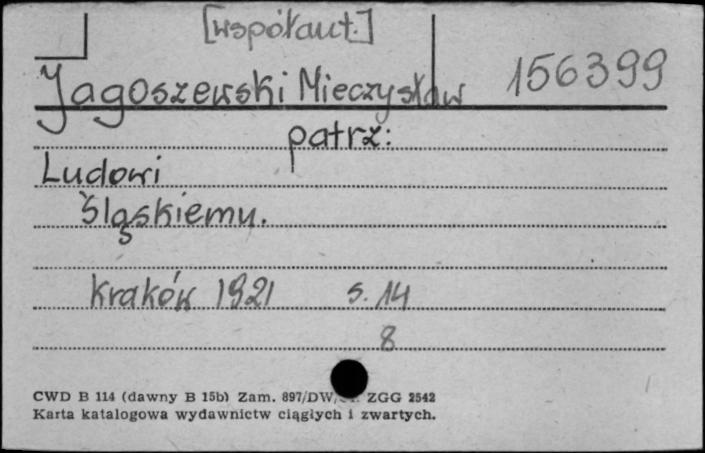 [współaut.]
Jagoszewski Mieczysław 156399
patrz:
Ludowi
śląskiemu.
Kraków 1921 s. 14
8
CWD B 114 (dawny B 15b) Zam. 897/DW/ ZGG 2542
Karta katalogowa wydawnictw ciągłych i zwartych.